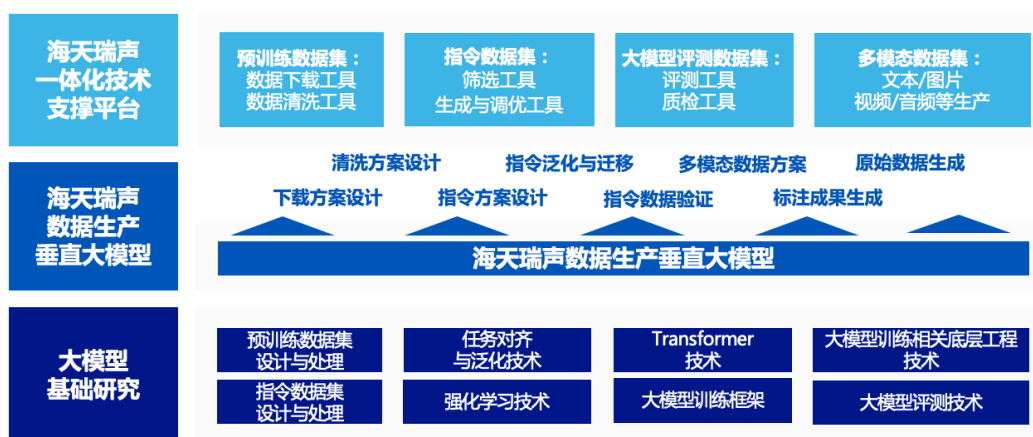 海天瑞声
一体化技术
支撑平台
预训练数据集：
数据下载工具
数据清洗工具
指令数据集：
筛选工具
生成与调优工具
大模型评测数据集：
评测工具
质检工具
多模态数据集：
文本/图片
视频/音频等生产
海天瑞声
数据生产
垂直大模型
清洗方案设计
指令泛化与迁移
多模态数据方案
原始数据生成
下载方案设计
指令方案设计
指令数据验证
标注成果生成
海天瑞声数据生产垂直大模型
大模型
基础研究
预训练数据集
设计与处理
任务对齐
与泛化技术
Transformer
技术
大模型训练相关底层工程
技术
指令数据集
设计与处理
强化学习技术
大模型训练框架
大模型评测技术